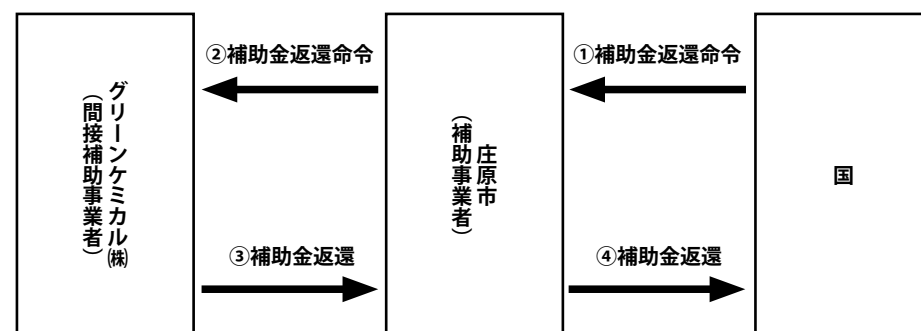 ②補助金返還命令
①補助金返還命令
グリーンケミカル㈱
（間接補助事業者）
庄原市
（補助事業者）
国
③補助金返還
④補助金返還